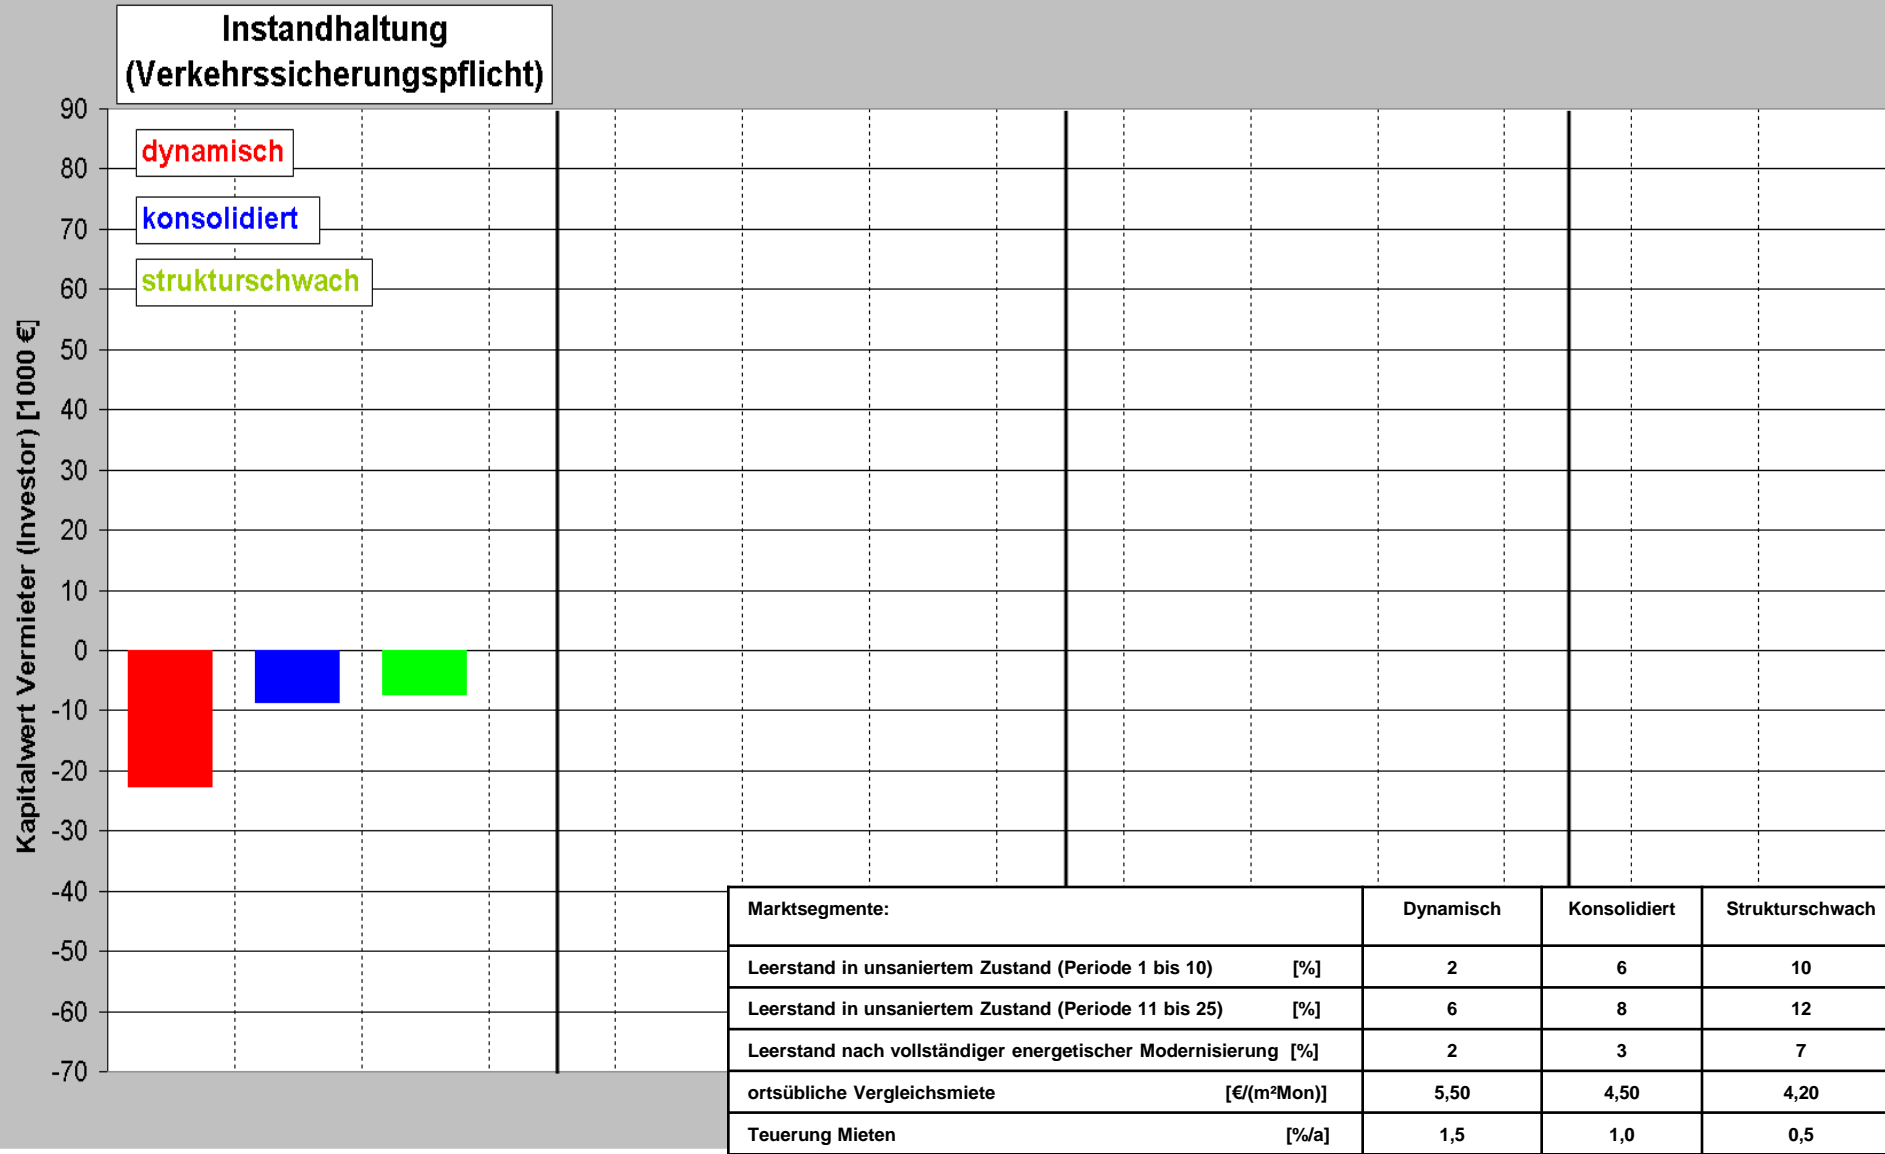 Instandhaltung
(Verkehrssicherungspflicht)
dynamisch
konsolidiert
strukturschwach
Kapitalwert Vermieter (Investor) [1000 €]
90
80
70
60
50
40
30
20
10
0
-10
-20
-30
-40
-50
-60
-70
Marktsegmente: Dynamisch Konsolidiert Strukturschwach
Leerstand in unsaniertem Zustand (Periode 1 bis 10) [%] 2 6 10
Leerstand in unsaniertem Zustand (Periode 11 bis 25) [%] 6 8 12
Leerstand nach vollständiger energetischer Modernisierung [%] 2 3 7
ortsübliche Vergleichsmiete [€/(m²Mon)] 5,50 4,50 4,20
Teuerung Mieten [%/a] 1,5 1,0 0,5